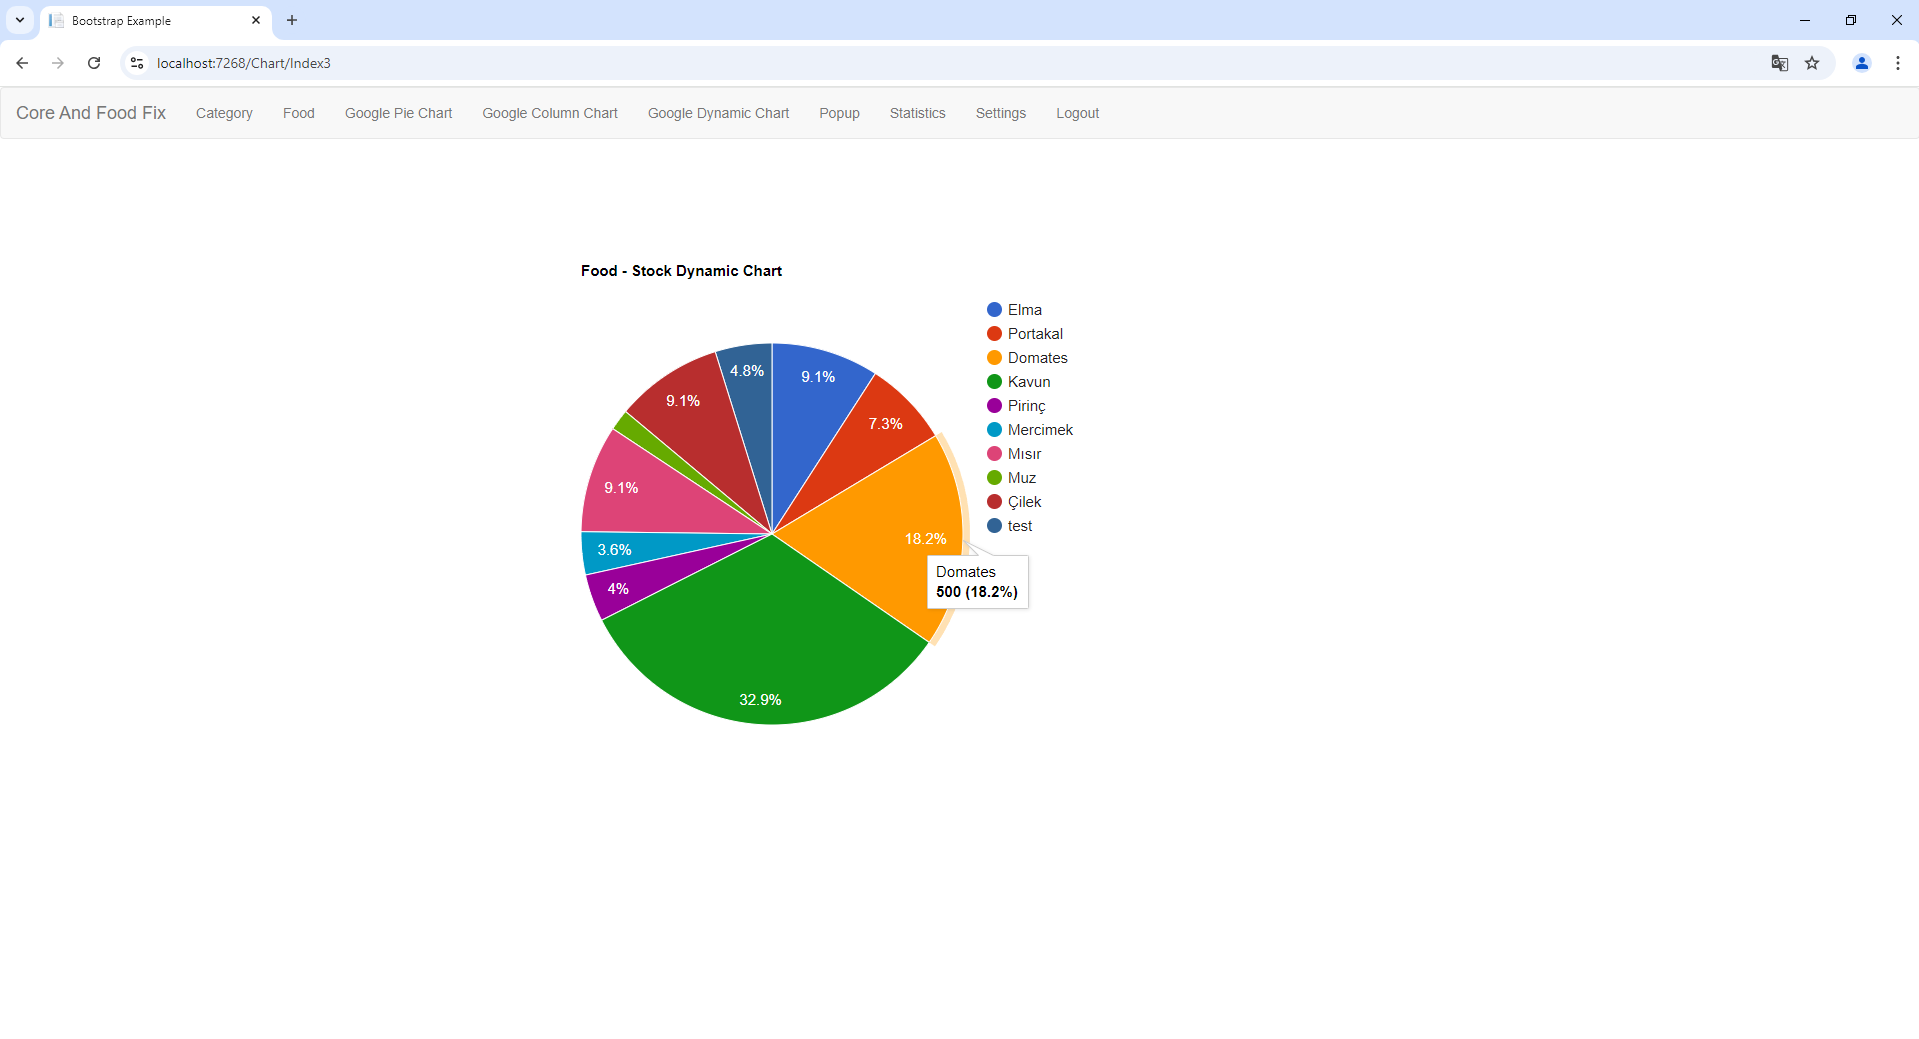 Bootstrap Example
localhost:7268/Chart/Index3
Core And Food Fix Category Food Google Pie Chart Google Column Chart Google Dynamic Chart Popup Statistics Settings Logout
Food - Stock Dynamic Chart
Elma
Portakal
Domates
Kavun
Pirinç
Mercimek
Mısır
Muz
Çilek
test
4.8%
9.1%
9.1%
7.3%
9.1%
18.2%
3.6%
4%
32.9%
Domates
500 (18.2%)